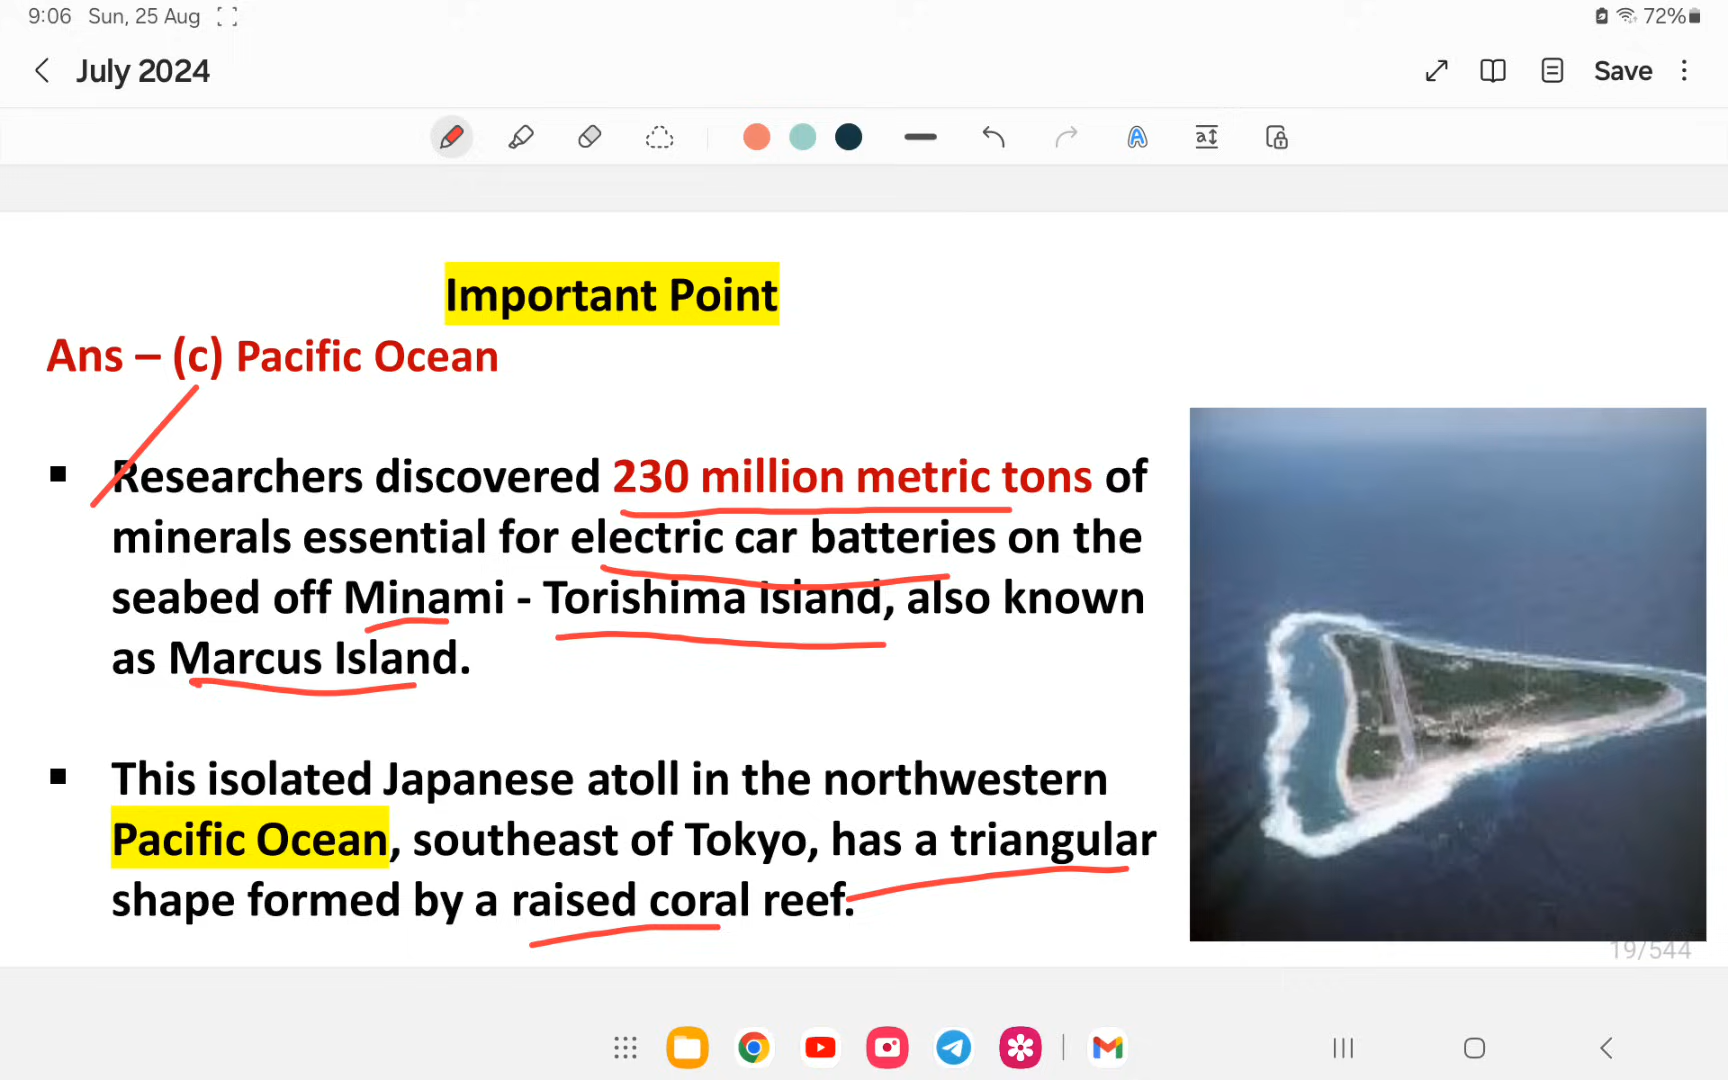 9:06 Sun, 25 Aug 72%
July 2024 Save
Important Point
Ans – (c) Pacific Ocean
▪ Researchers discovered 230 million metric tons of
minerals essential for electric car batteries on the
seabed off Minami - Torishima Island, also known
as Marcus Island.
▪ This isolated Japanese atoll in the northwestern
Pacific Ocean, southeast of Tokyo, has a triangular
shape formed by a raised coral reef.
19/544